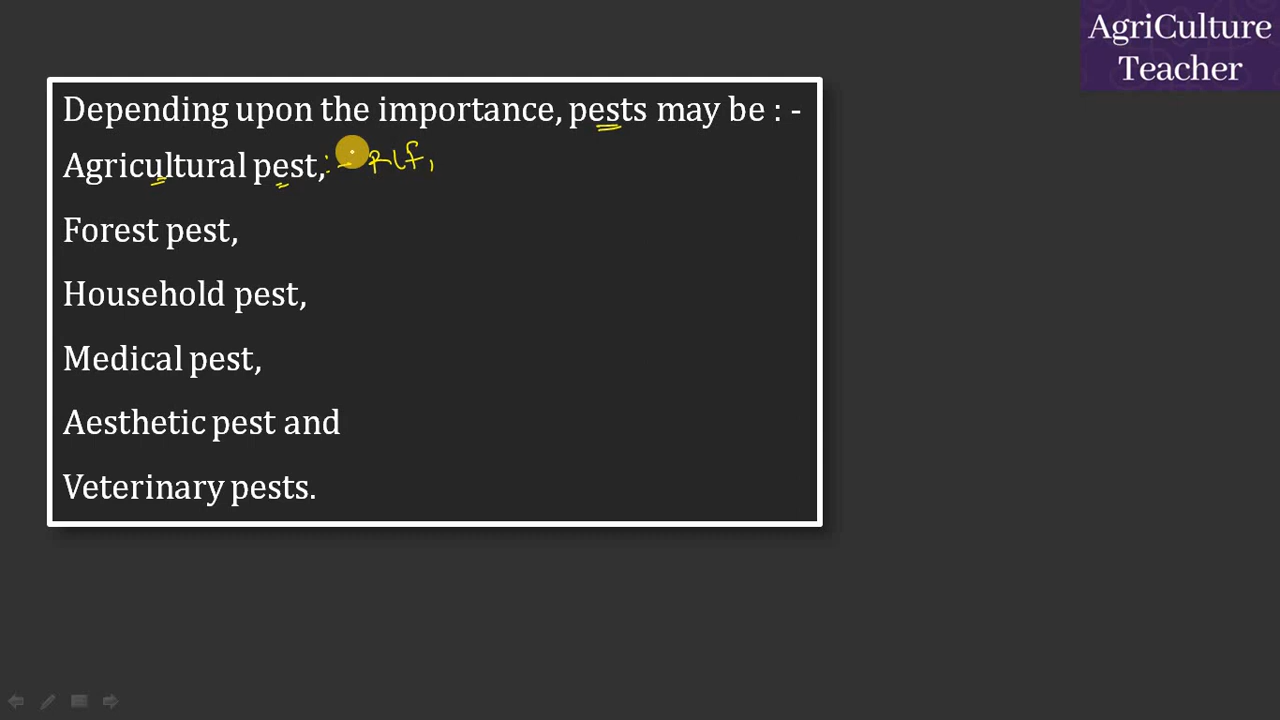 AgriCulture
Teacher
Depending upon the importance, pests may be : -
Agricultural pest, :- RLf,
Forest pest,
Household pest,
Medical pest,
Aesthetic pest and
Veterinary pests.